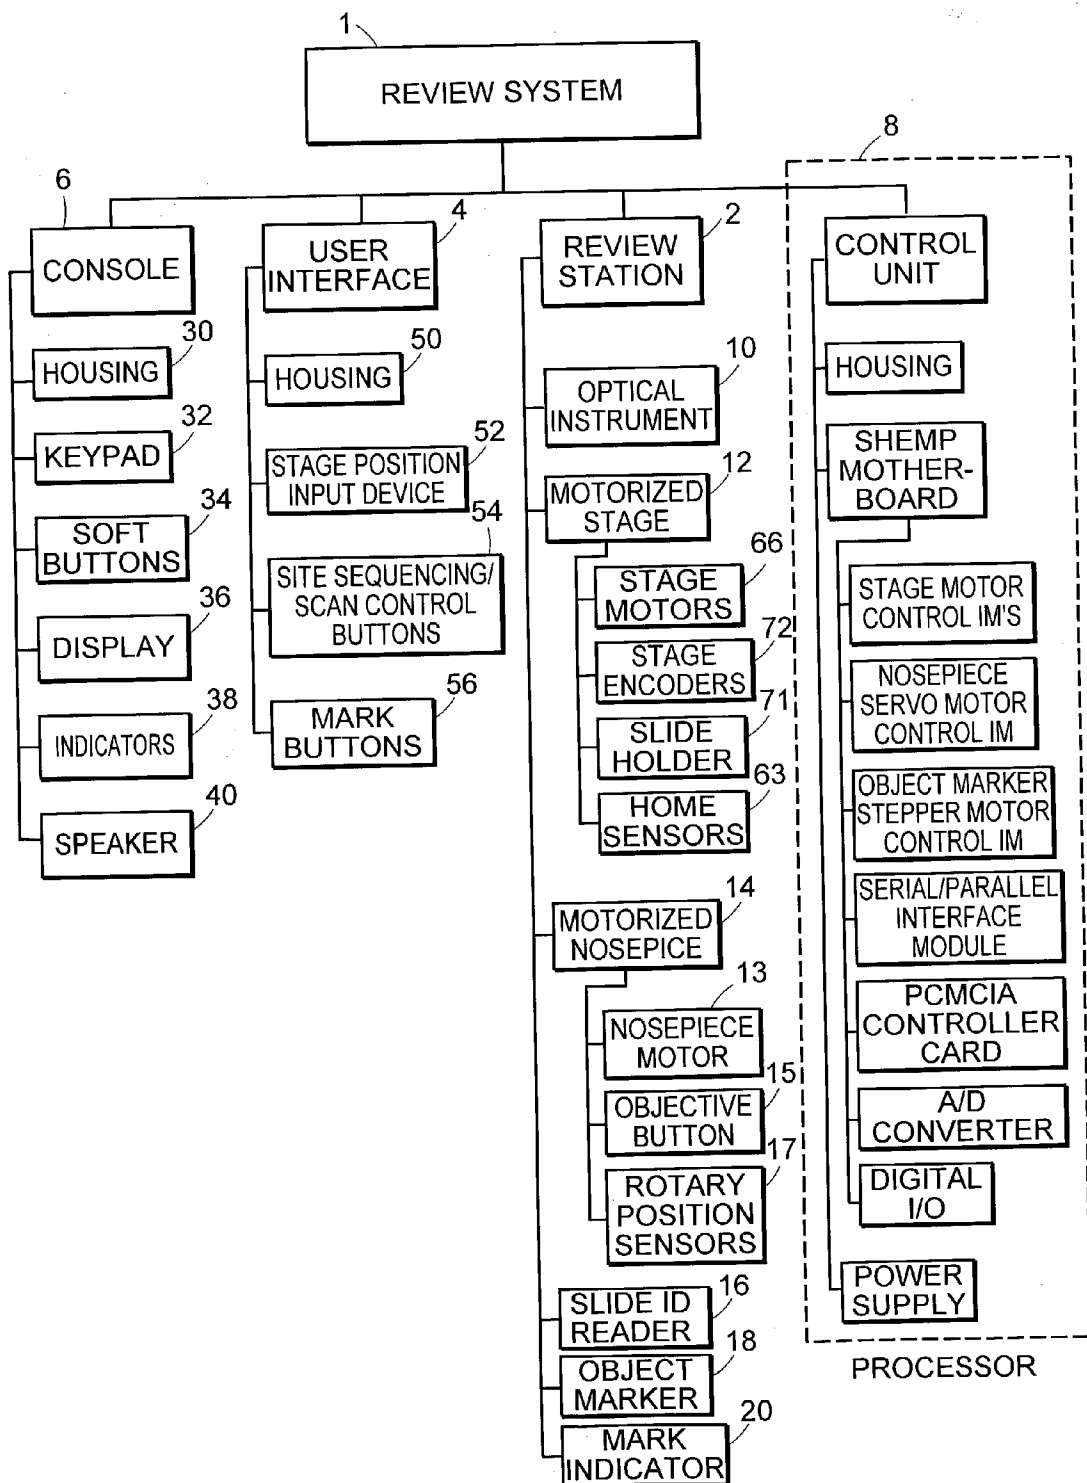 1
REVIEW SYSTEM
6
CONSOLE
30
HOUSING
32
KEYPAD
34
SOFT
BUTTONS
36
DISPLAY
38
INDICATORS
40
SPEAKER
4
USER
INTERFACE
50
HOUSING
52
STAGE POSITION
INPUT DEVICE
54
SITE SEQUENCING/
SCAN CONTROL
BUTTONS
56
MARK
BUTTONS
2
REVIEW
STATION
10
OPTICAL
INSTRUMENT
12
MOTORIZED
STAGE
66
STAGE
MOTORS
72
STAGE
ENCODERS
71
SLIDE
HOLDER
63
HOME
SENSORS
14
MOTORIZED
NOSEPICE
13
NOSEPIECE
MOTOR
15
OBJECTIVE
BUTTON
17
ROTARY
POSITION
SENSORS
16
SLIDE ID
READER
18
OBJECT
MARKER
20
MARK
INDICATOR
8
CONTROL
UNIT
HOUSING
SHEMP
MOTHER-
BOARD
STAGE MOTOR
CONTROL IM'S
NOSEPIECE
SERVO MOTOR
CONTROL IM
OBJECT MARKER
STEPPER MOTOR
CONTROL IM
SERIAL/PARALLEL
INTERFACE
MODULE
PCMCIA
CONTROLLER
CARD
A/D
CONVERTER
DIGITAL
I/O
POWER
SUPPLY
PROCESSOR